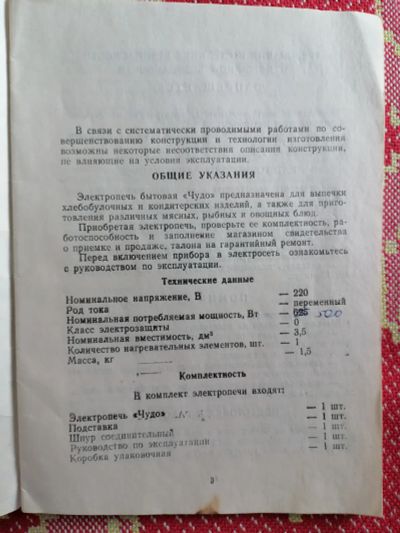 В связи с систематически проводимыми работами по со-
вершенствованию конструкции и технологии изготовления
возможны некоторые несоответствия описания конструкции,
не влияющие на условия эксплуатации.
ОБЩИЕ УКАЗАНИЯ
Электропечь бытовая «Чудо» предназначена для выпечки
хлебобулочных и кондитерских изделий, а также для приго-
товления различных мясных, рыбных и овощных блюд.
Приобретая электропечь, проверьте ее комплектность, ра-
ботоспособность и заполнение магазином свидетельства
о приемке и продаже, талона на гарантийный ремонт.
Перед включением прибора в электросеть ознакомьтесь
с руководством по эксплуатации.
Технические данные
Номинальное напряжение, В — 220
Род тока — переменный
Номинальная потребляемая мощность, Вт — 625 500
Класс электрозащиты — 0
Номинальная вместимость, дм³ — 3,5
Количество нагревательных элементов, шт. — 1
Масса, кг — 1,5
Комплектность
В комплект электропечи входят:
Электропечь «Чудо» — 1 шт.
Подставка — 1 шт.
Шнур соединительный — 1 шт.
Руководство по эксплуатации — 1 шт.
Коробка упаковочная — 1 шт.
3